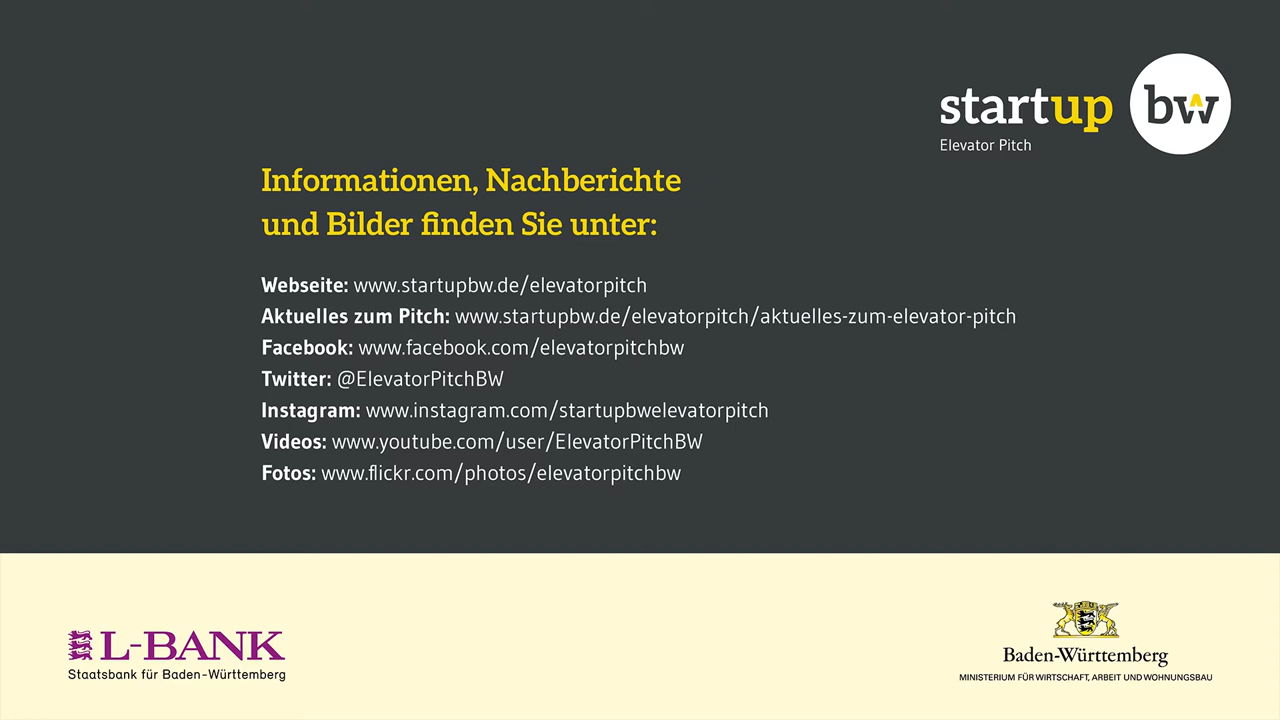 startup bw
Elevator Pitch
Informationen, Nachberichte
und Bilder finden Sie unter:
Webseite: www.startupbw.de/elevatorpitch
Aktuelles zum Pitch: www.startupbw.de/elevatorpitch/aktuelles-zum-elevator-pitch
Facebook: www.facebook.com/elevatorpitchbw
Twitter: @ElevatorPitchBW
Instagram: www.instagram.com/startupbwelevatorpitch
Videos: www.youtube.com/user/ElevatorPitchBW
Fotos: www.flickr.com/photos/elevatorpitchbw
L-BANK
Staatsbank für Baden-Württemberg
Baden-Württemberg
MINISTERIUM FÜR WIRTSCHAFT, ARBEIT UND WOHNUNGSBAU